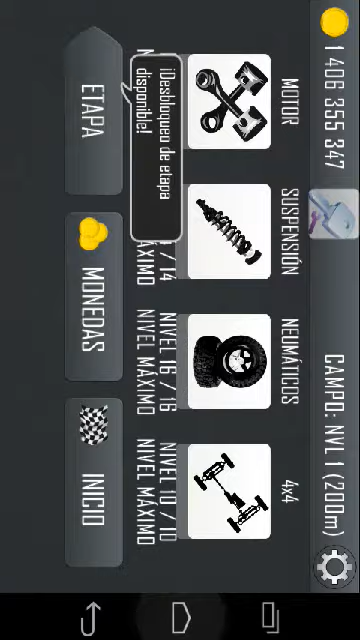 1 406 355 347
CAMPO: NVL 1 (200m)
MOTOR
SUSPENSIÓN
NEUMÁTICOS
4x4
¡Desbloqueo de etapa
disponible!
/ 14
MÁXIMO
NIVEL 16 / 16
NIVEL MÁXIMO
NIVEL 10 / 10
NIVEL MÁXIMO
ETAPA
MONEDAS
INICIO